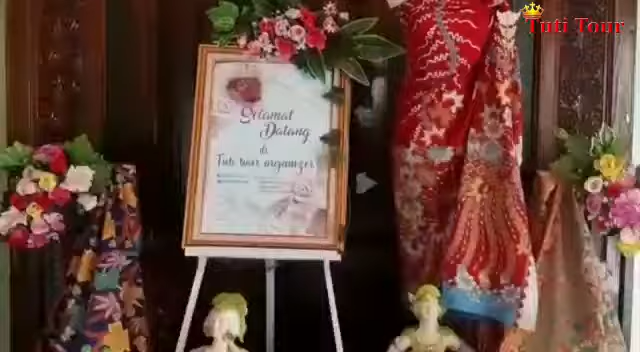 Tuti Tour
Selamat
Datang
di
Tuti tour organizer